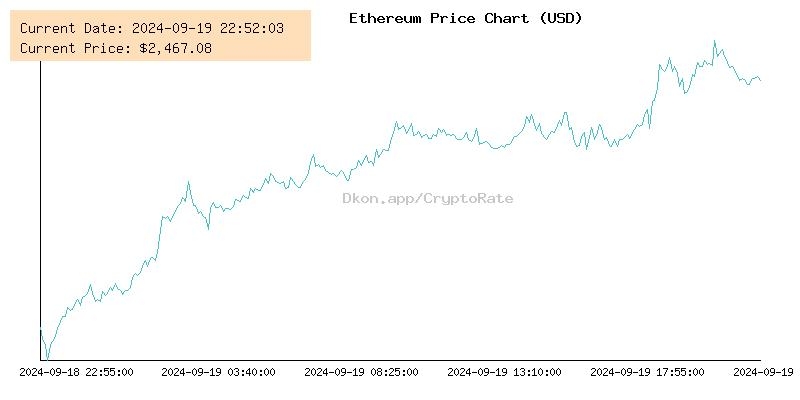 Ethereum Price Chart (USD)
Current Date: 2024-09-19 22:52:03
Current Price: $2,467.08
Dkon.app/CryptoRate
2024-09-18 22:55:00 2024-09-19 03:40:00 2024-09-19 08:25:00 2024-09-19 13:10:00 2024-09-19 17:55:00 2024-09-19